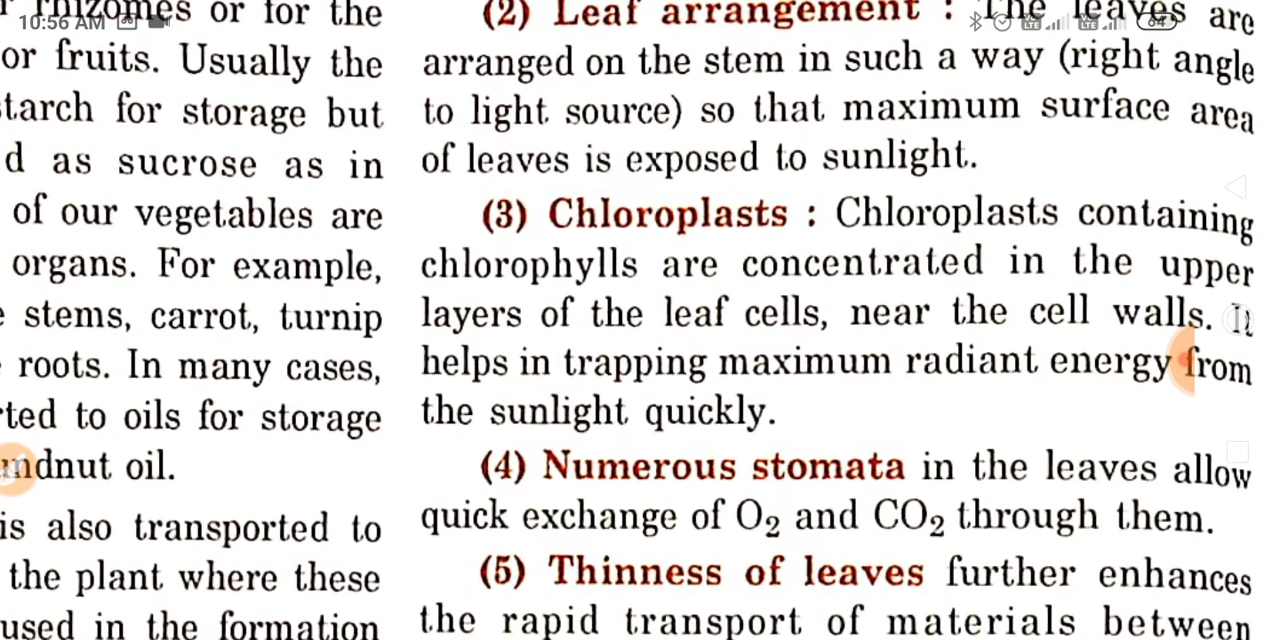 10:56 AM
64
rhizomes or for the
or fruits. Usually the
starch for storage but
d as sucrose as in
of our vegetables are
organs. For example,
stems, carrot, turnip
roots. In many cases,
rted to oils for storage
undnut oil.
is also transported to
the plant where these
used in the formation
(2) Leaf arrangement : The leaves are
arranged on the stem in such a way (right angle
to light source) so that maximum surface area
of leaves is exposed to sunlight.
(3) Chloroplasts : Chloroplasts containing
chlorophylls are concentrated in the upper
layers of the leaf cells, near the cell walls. It
helps in trapping maximum radiant energy from
the sunlight quickly.
(4) Numerous stomata in the leaves allow
quick exchange of O₂ and CO₂ through them.
(5) Thinness of leaves further enhances
the rapid transport of materials between